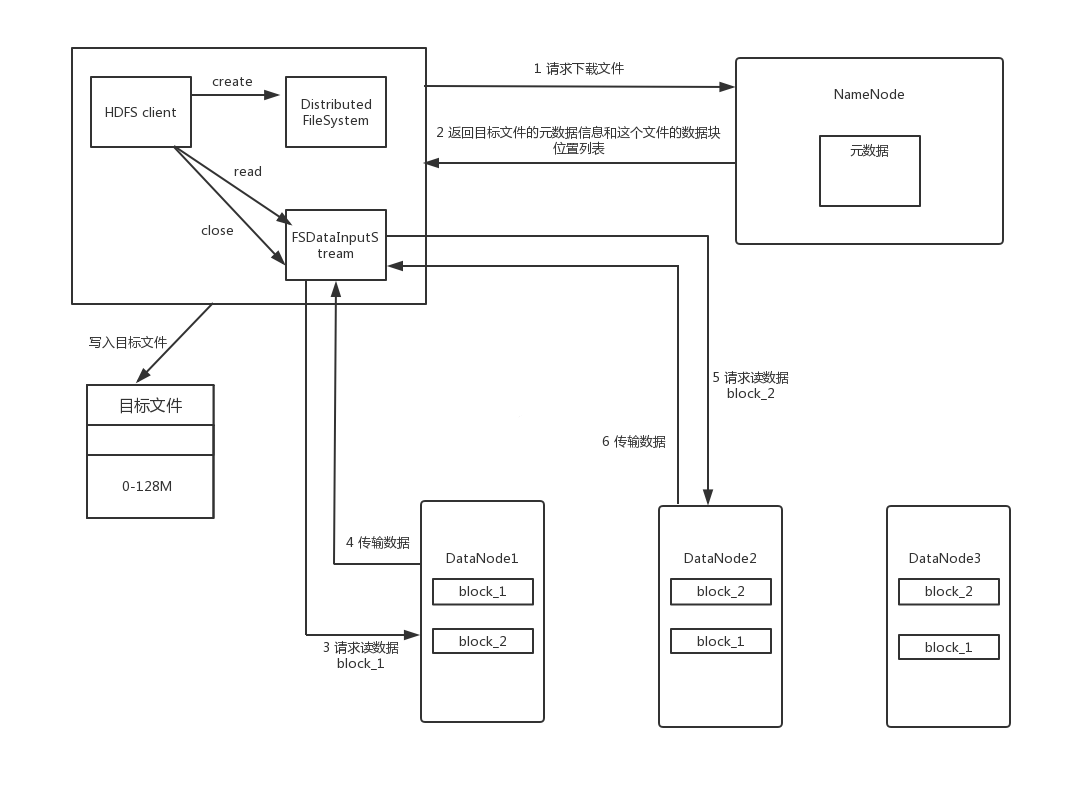 create
HDFS client
Distributed
FileSystem
read
close
FSDataInputS
tream
1 请求下载文件
2 返回目标文件的元数据信息和这个文件的数据块
位置列表
NameNode
元数据
写入目标文件
目标文件
0-128M
5 请求读数据
block_2
6 传输数据
4 传输数据
3 请求读数据
block_1
DataNode1
block_1
block_2
DataNode2
block_2
block_1
DataNode3
block_2
block_1